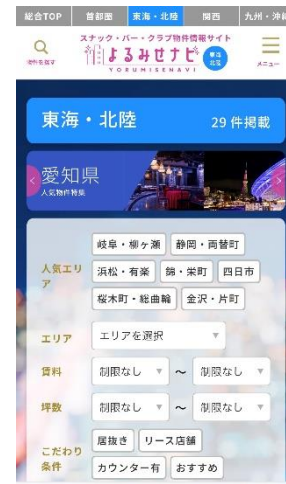 総合TOP 首都圏 東海・北陸 関西 九州・沖縄
スナック・バー・クラブ物件情報サイト
よるみせナビ 東海北陸
YORUMISENAVI
物件を探す
メニュー
東海・北陸 29 件掲載
愛知県
人気物件特集
人気エリア
岐阜・柳ヶ瀬 静岡・両替町
浜松・有楽 錦・栄町 四日市
桜木町・総曲輪 金沢・片町
エリア エリアを選択
賃料 制限なし ～ 制限なし
坪数 制限なし ～ 制限なし
こだわり条件
居抜き リース店舗
カウンター有 おすすめ